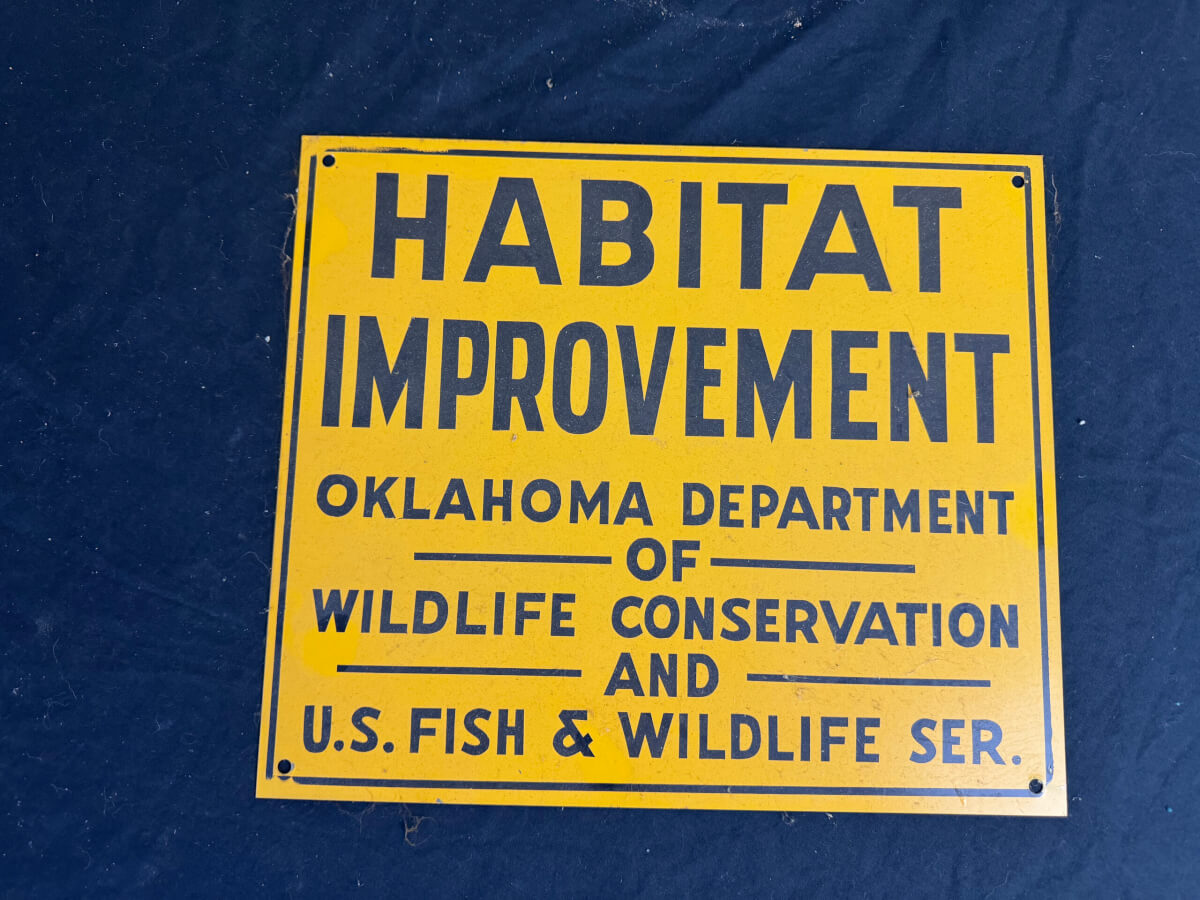 HABITAT
IMPROVEMENT
OKLAHOMA DEPARTMENT
OF
WILDLIFE CONSERVATION
AND
U.S. FISH & WILDLIFE SER.